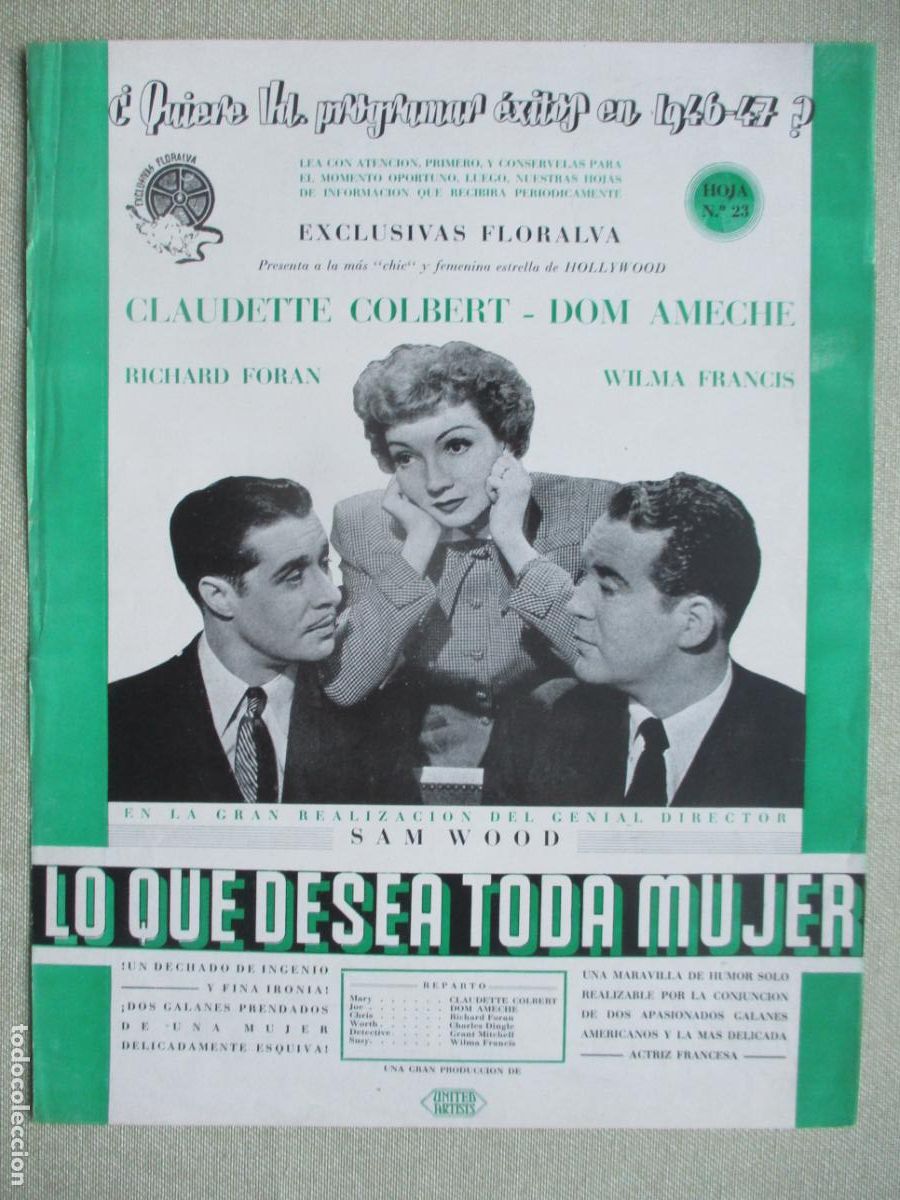 ¿Quiere Vd. programar éxitos en 1946-47?
EXCLUSIVAS FLORALVA
LEA CON ATENCION, PRIMERO, Y CONSERVELAS PARA
EL MOMENTO OPORTUNO, LUEGO, NUESTRAS HOJAS
DE INFORMACION QUE RECIBIRA PERIODICAMENTE
HOJA
N.º 23
EXCLUSIVAS FLORALVA
Presenta a la más "chic" y femenina estrella de HOLLYWOOD
CLAUDETTE COLBERT - DOM AMECHE
RICHARD FORAN
WILMA FRANCIS
EN LA GRAN REALIZACION DEL GENIAL DIRECTOR
SAM WOOD
LO QUE DESEA TODA MUJER
!UN DECHADO DE INGENIO
Y FINA IRONIA!
¡DOS GALANES PRENDADOS
DE UNA MUJER
DELICADAMENTE ESQUIVA!
REPARTO
Mary . . . . . . CLAUDETTE COLBERT
Joe . . . . . . . DOM AMECHE
Chris . . . . . . Richard Foran
Worth . . . . . . Charles Dingle
Detective . . . . . Grant Mitchell
Susy . . . . . . Wilma Francis
UNA MARAVILLA DE HUMOR SOLO
REALIZABLE POR LA CONJUNCION
DE DOS APASIONADOS GALANES
AMERICANOS Y LA MAS DELICADA
ACTRIZ FRANCESA
UNA GRAN PRODUCCION DE
UNITED
ARTISTS
todocoleccion